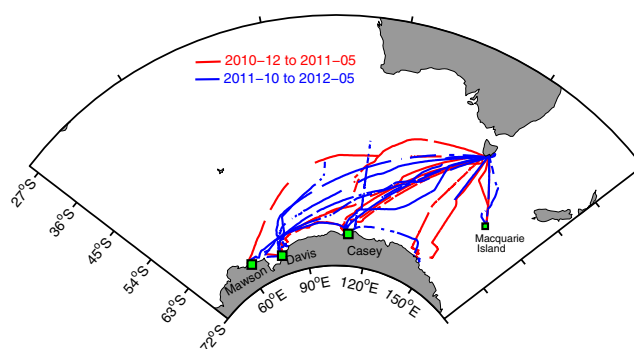 2010−12 to 2011−05
2011−10 to 2012−05
27°S
36°S
45°S
54°S
63°S
72°S
60°E
90°E
120°E
150°E
Mawson
Davis
Casey
Macquarie
Island